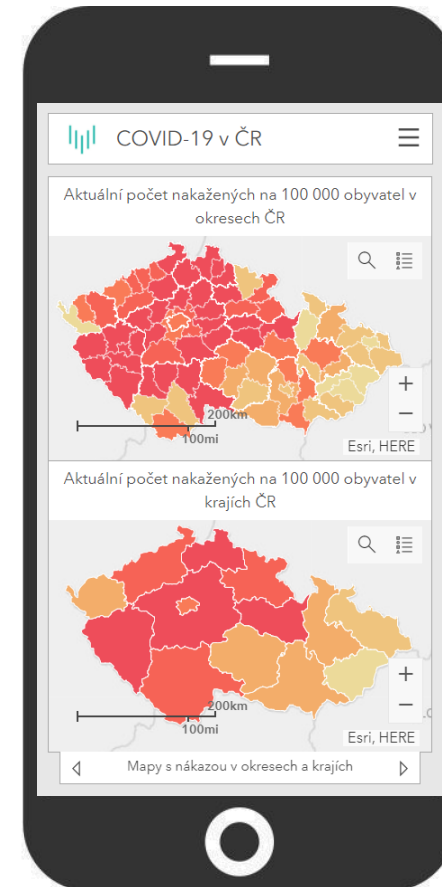 COVID-19 v ČR
Aktuální počet nakažených na 100 000 obyvatel v
okresech ČR
200km
100mi
Esri, HERE
Aktuální počet nakažených na 100 000 obyvatel v
krajích ČR
200km
100mi
Esri, HERE
Mapy s nákazou v okresech a krajích